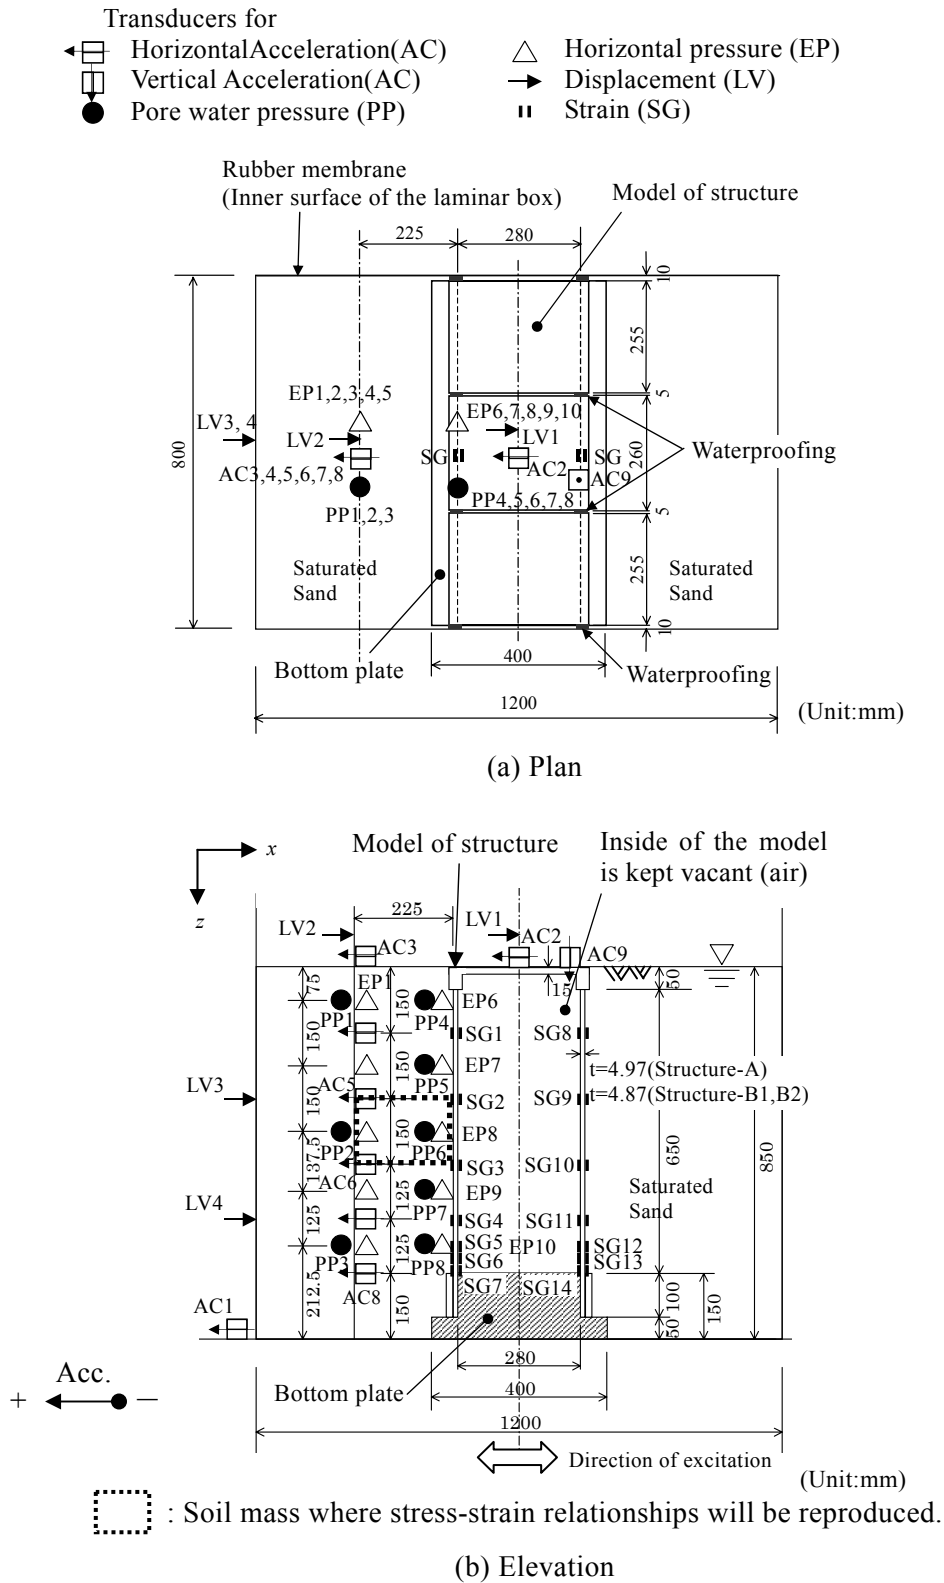 Transducers for
HorizontalAcceleration(AC)
Horizontal pressure (EP)
Vertical Acceleration(AC)
Displacement (LV)
Pore water pressure (PP)
Strain (SG)
Rubber membrane
(Inner surface of the laminar box)
Model of structure
225
280
10
255
5
EP1,2,3,4,5
EP6,7,8,9,10
LV3, 4
LV2
LV1
Waterproofing
800
SG
SG
260
AC3,4,5,6,7,8
AC2
AC9
PP1,2,3
PP4,5,6,7,8
5
Saturated
Sand
255
Saturated
Sand
10
Bottom plate
400
Waterproofing
1200
(Unit:mm)
(a) Plan
Model of structure
Inside of the model
is kept vacant (air)
x
z
225
LV2
LV1
AC2
AC3
AC9
75
EP1
15
50
PP1
150
PP4
EP6
SG1
SG8
150
150
EP7
t=4.97(Structure-A)
LV3
AC5
PP5
t=4.87(Structure-B1,B2)
SG2
SG9
150
150
EP8
650
850
PP2
PP6
137.5
AC6
SG3
SG10
Saturated
Sand
125
EP9
LV4
PP7
125
SG4
SG11
SG5
EP10
SG12
PP3
125
PP8
SG6
SG13
AC8
SG7
SG14
212.5
150
100
150
AC1
50
280
Acc.
Bottom plate
400
+
−
1200
Direction of excitation
(Unit:mm)
: Soil mass where stress-strain relationships will be reproduced.
(b) Elevation